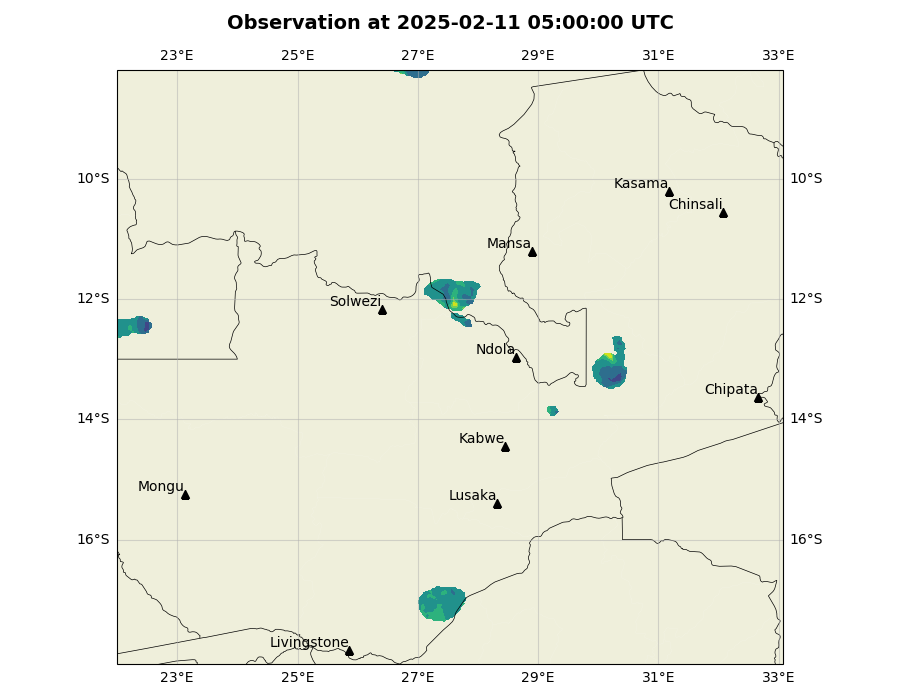 Observation at 2025-02-11 05:00:00 UTC
23°E 25°E 27°E 29°E 31°E 33°E
10°S 10°S
Kasama
Chinsali
Mansa
12°S 12°S
Solwezi
Ndola
Chipata
14°S 14°S
Kabwe
Mongu
Lusaka
16°S 16°S
Livingstone
23°E 25°E 27°E 29°E 31°E 33°E